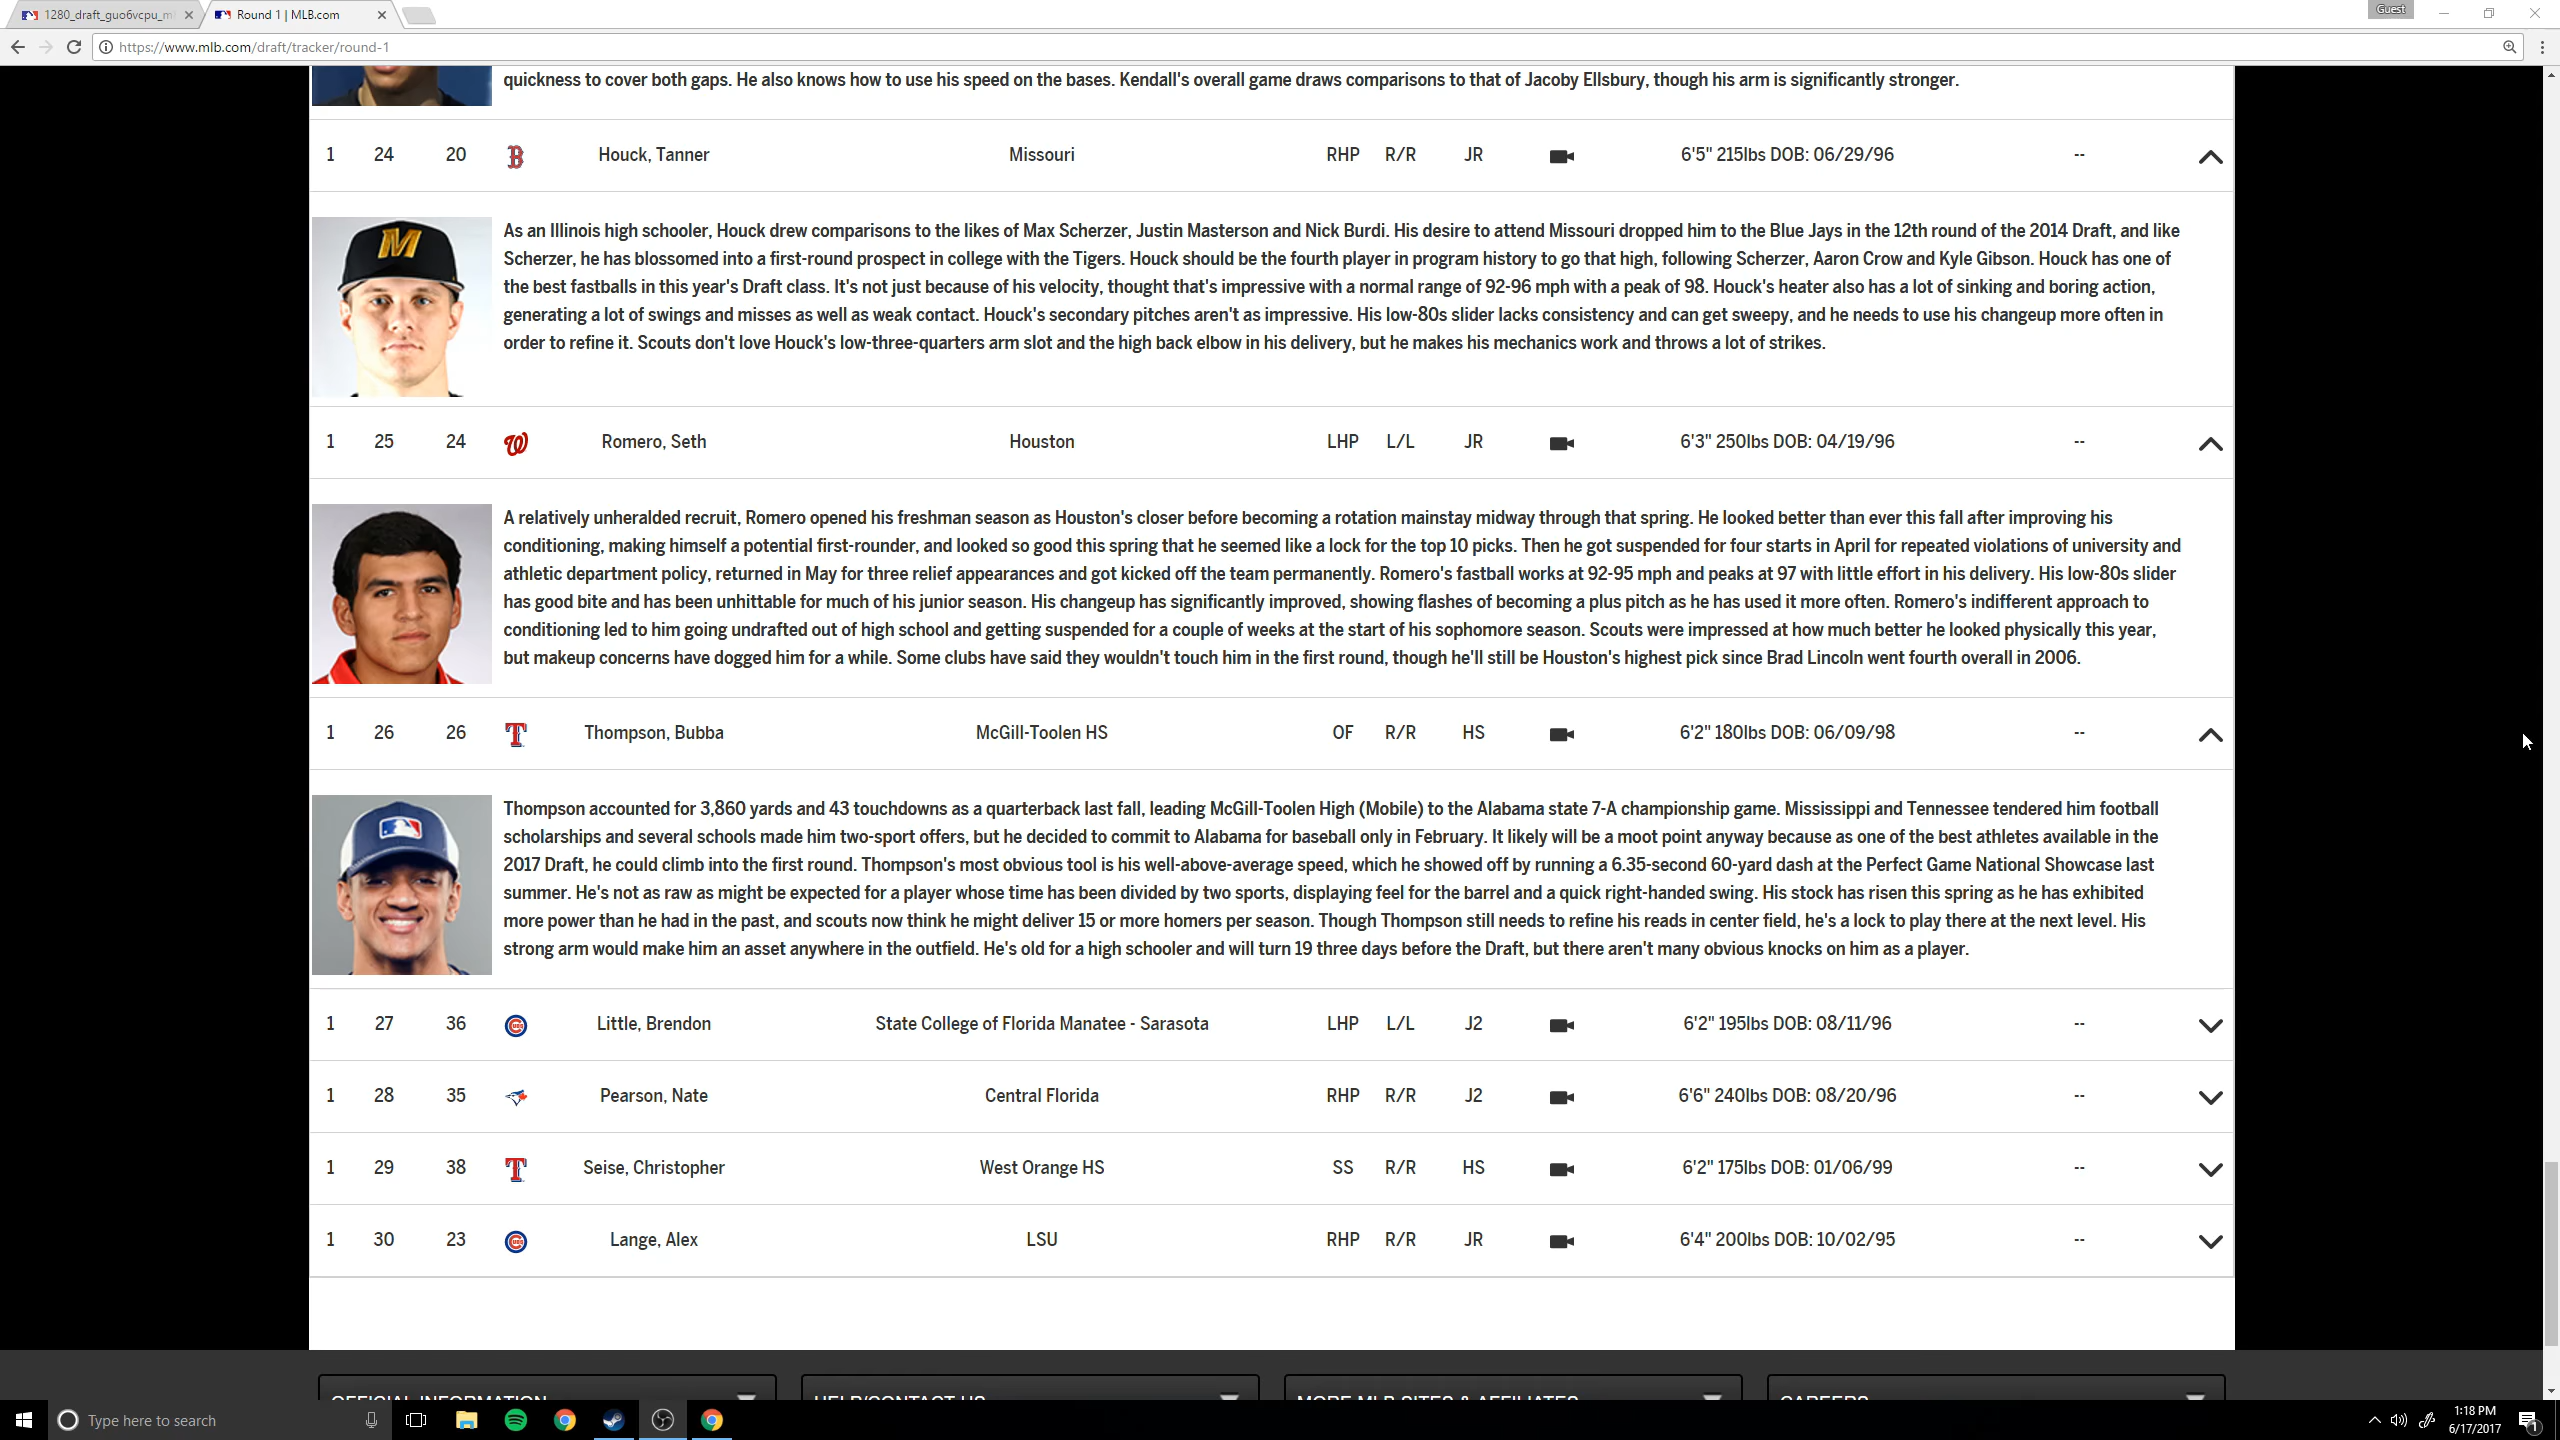 1280_draft_guo6vcpu_m
Round 1 | MLB.com
Guest
https://www.mlb.com/draft/tracker/round-1
quickness to cover both gaps. He also knows how to use his speed on the bases. Kendall's overall game draws comparisons to that of Jacoby Ellsbury, though his arm is significantly stronger.
1 24 20 B Houck, Tanner Missouri RHP R/R JR 6'5" 215lbs DOB: 06/29/96 --
M
As an Illinois high schooler, Houck drew comparisons to the likes of Max Scherzer, Justin Masterson and Nick Burdi. His desire to attend Missouri dropped him to the Blue Jays in the 12th round of the 2014 Draft, and like
Scherzer, he has blossomed into a first-round prospect in college with the Tigers. Houck should be the fourth player in program history to go that high, following Scherzer, Aaron Crow and Kyle Gibson. Houck has one of
the best fastballs in this year's Draft class. It's not just because of his velocity, thought that's impressive with a normal range of 92-96 mph with a peak of 98. Houck's heater also has a lot of sinking and boring action,
generating a lot of swings and misses as well as weak contact. Houck's secondary pitches aren't as impressive. His low-80s slider lacks consistency and can get sweepy, and he needs to use his changeup more often in
order to refine it. Scouts don't love Houck's low-three-quarters arm slot and the high back elbow in his delivery, but he makes his mechanics work and throws a lot of strikes.
1 25 24 W Romero, Seth Houston LHP L/L JR 6'3" 250lbs DOB: 04/19/96 --
A relatively unheralded recruit, Romero opened his freshman season as Houston's closer before becoming a rotation mainstay midway through that spring. He looked better than ever this fall after improving his
conditioning, making himself a potential first-rounder, and looked so good this spring that he seemed like a lock for the top 10 picks. Then he got suspended for four starts in April for repeated violations of university and
athletic department policy, returned in May for three relief appearances and got kicked off the team permanently. Romero's fastball works at 92-95 mph and peaks at 97 with little effort in his delivery. His low-80s slider
has good bite and has been unhittable for much of his junior season. His changeup has significantly improved, showing flashes of becoming a plus pitch as he has used it more often. Romero's indifferent approach to
conditioning led to him going undrafted out of high school and getting suspended for a couple of weeks at the start of his sophomore season. Scouts were impressed at how much better he looked physically this year,
but makeup concerns have dogged him for a while. Some clubs have said they wouldn't touch him in the first round, though he'll still be Houston's highest pick since Brad Lincoln went fourth overall in 2006.
1 26 26 T Thompson, Bubba McGill-Toolen HS OF R/R HS 6'2" 180lbs DOB: 06/09/98 --
Thompson accounted for 3,860 yards and 43 touchdowns as a quarterback last fall, leading McGill-Toolen High (Mobile) to the Alabama state 7-A championship game. Mississippi and Tennessee tendered him football
scholarships and several schools made him two-sport offers, but he decided to commit to Alabama for baseball only in February. It likely will be a moot point anyway because as one of the best athletes available in the
2017 Draft, he could climb into the first round. Thompson's most obvious tool is his well-above-average speed, which he showed off by running a 6.35-second 60-yard dash at the Perfect Game National Showcase last
summer. He's not as raw as might be expected for a player whose time has been divided by two sports, displaying feel for the barrel and a quick right-handed swing. His stock has risen this spring as he has exhibited
more power than he had in the past, and scouts now think he might deliver 15 or more homers per season. Though Thompson still needs to refine his reads in center field, he's a lock to play there at the next level. His
strong arm would make him an asset anywhere in the outfield. He's old for a high schooler and will turn 19 three days before the Draft, but there aren't many obvious knocks on him as a player.
1 27 36 Little, Brendon State College of Florida Manatee - Sarasota LHP L/L J2 6'2" 195lbs DOB: 08/11/96 --
1 28 35 Pearson, Nate Central Florida RHP R/R J2 6'6" 240lbs DOB: 08/20/96 --
1 29 38 T Seise, Christopher West Orange HS SS R/R HS 6'2" 175lbs DOB: 01/06/99 --
1 30 23 Lange, Alex LSU RHP R/R JR 6'4" 200lbs DOB: 10/02/95 --
OFFICIAL INFORMATION HELP/CONTACT US MORE MLB SITES & AFFILIATES CAREERS
Type here to search
1:18 PM
6/17/2017
1